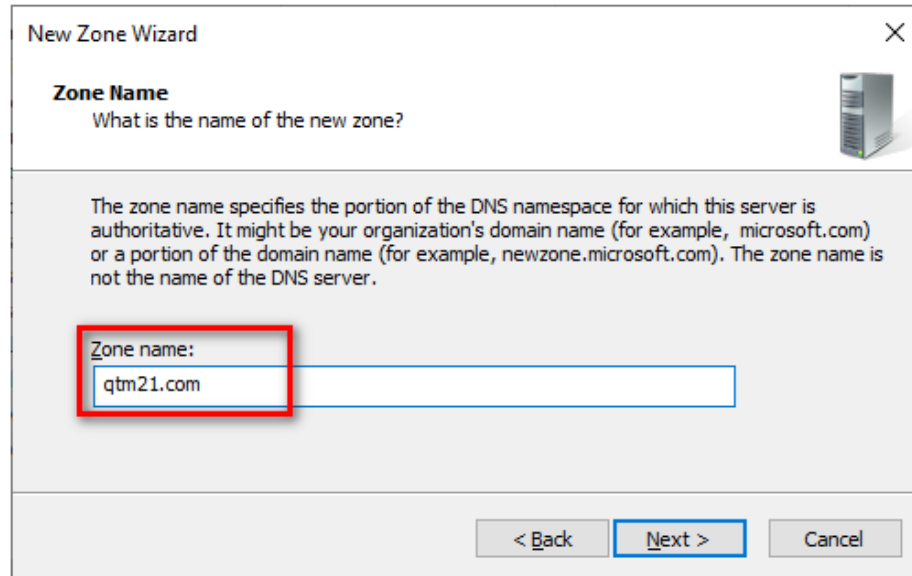 New Zone Wizard
Zone Name
What is the name of the new zone?
The zone name specifies the portion of the DNS namespace for which this server is
authoritative. It might be your organization's domain name (for example, microsoft.com)
or a portion of the domain name (for example, newzone.microsoft.com). The zone name is
not the name of the DNS server.
Zone name:
qtm21.com
< Back Next > Cancel